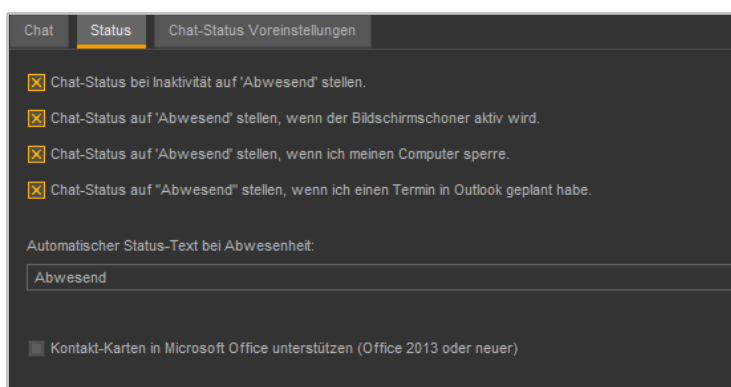 Chat Status Chat-Status Voreinstellungen
Chat-Status bei Inaktivität auf 'Abwesend' stellen.
Chat-Status auf 'Abwesend' stellen, wenn der Bildschirmschoner aktiv wird.
Chat-Status auf 'Abwesend' stellen, wenn ich meinen Computer sperre.
Chat-Status auf "Abwesend" stellen, wenn ich einen Termin in Outlook geplant habe.
Automatischer Status-Text bei Abwesenheit:
Abwesend
Kontakt-Karten in Microsoft Office unterstützen (Office 2013 oder neuer)